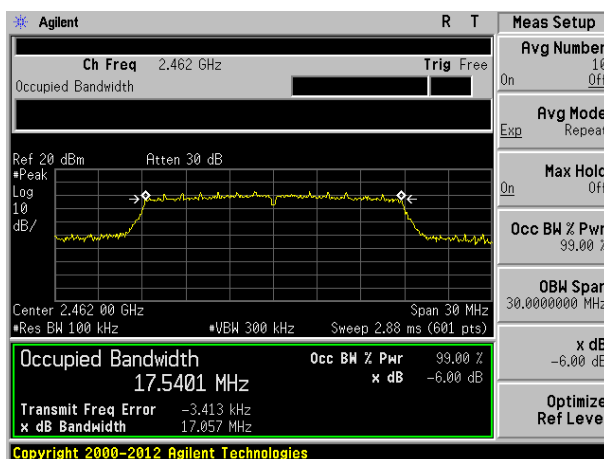 Agilent R T
Meas Setup
Ch Freq 2.462 GHz Trig Free
Occupied Bandwidth
Avg Number
10
On Off
Avg Mode
Exp Repeat
Max Hold
On Off
Occ BW % Pwr
99.00 %
OBW Span
30.0000000 MHz
x dB
-6.00 dB
Optimize
Ref Level
Ref 20 dBm Atten 30 dB
#Peak
Log
10
dB/
Center 2.462 00 GHz Span 30 MHz
#Res BW 100 kHz #VBW 300 kHz Sweep 2.88 ms (601 pts)
Occupied Bandwidth Occ BW % Pwr 99.00 %
17.5401 MHz x dB -6.00 dB
Transmit Freq Error -3.413 kHz
x dB Bandwidth 17.057 MHz
Copyright 2000-2012 Agilent Technologies